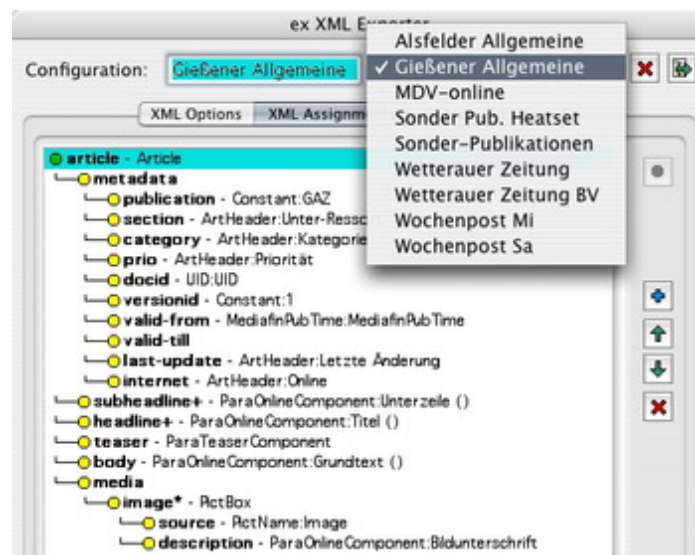 ex XML Exporter
Configuration: Gießener Allgemeine
Alsfelder Allgemeine
✓ Gießener Allgemeine
MDV-online
Sonder Pub. Heatset
Sonder-Publikationen
Wetterauer Zeitung
Wetterauer Zeitung BV
Wochenpost Mi
Wochenpost Sa
XML Options XML Assignm
article - Article
metadata
publication - Constant:GAZ
section - ArtHeader:Unter-Ressort
category - ArtHeader:Kategorie
prio - ArtHeader:Priorität
docid - UID:UID
versionid - Constant:1
valid-from - MediafinPubTime:MediafinPubTime
valid-till
last-update - ArtHeader:Letzte Änderung
internet - ArtHeader:Online
subheadline+ - ParaOnlineComponent:Unterzeile ()
headline+ - ParaOnlineComponent:Titel ()
teaser - ParaTeaserComponent
body - ParaOnlineComponent:Grundtext ()
media
image* - PictBox
source - PictName:Image
description - ParaOnlineComponent:Bildunterschrift